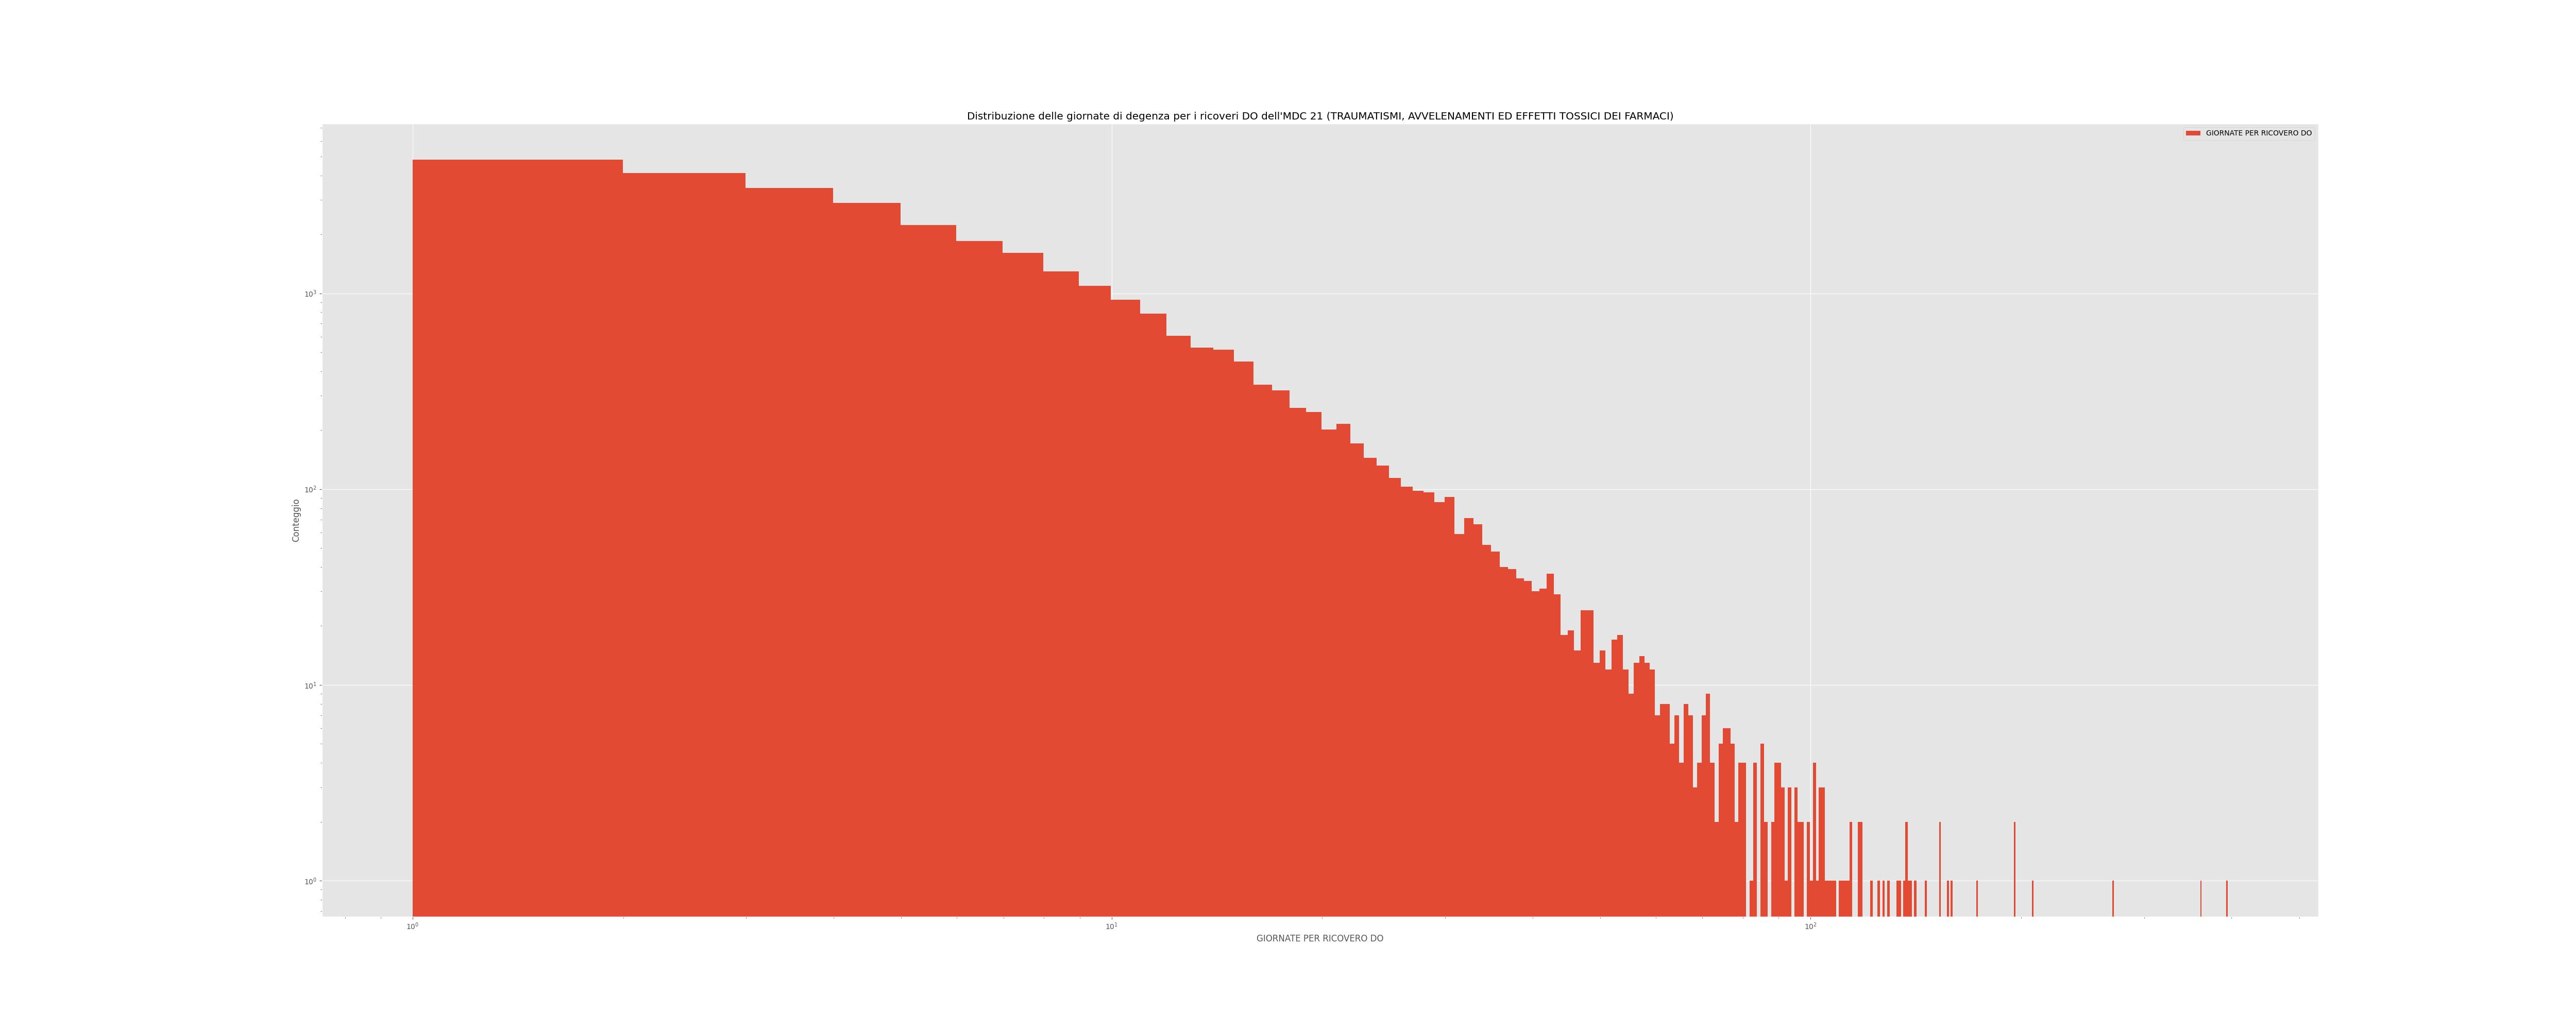 Distribuzione delle giornate di degenza per i ricoveri DO dell'MDC 21 (TRAUMATISMI, AVVELENAMENTI ED EFFETTI TOSSICI DEI FARMACI)
GIORNATE PER RICOVERO DO
10³
10²
10¹
10⁰
Conteggio
10⁰ 10¹ 10²
GIORNATE PER RICOVERO DO